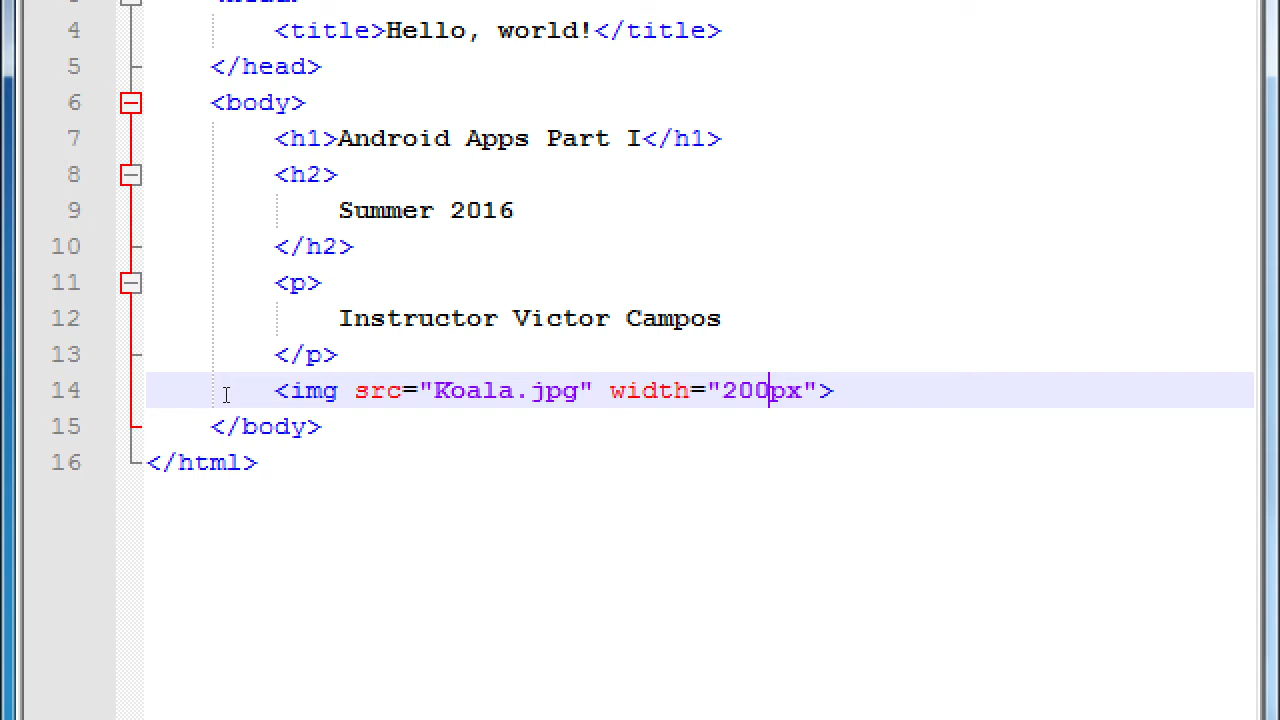 4 <title>Hello, world!</title>
5 </head>
6 <body>
7 <h1>Android Apps Part I</h1>
8 <h2>
9 Summer 2016
10 </h2>
11 <p>
12 Instructor Victor Campos
13 </p>
14 <img src="Koala.jpg" width="200px">
15 </body>
16 </html>